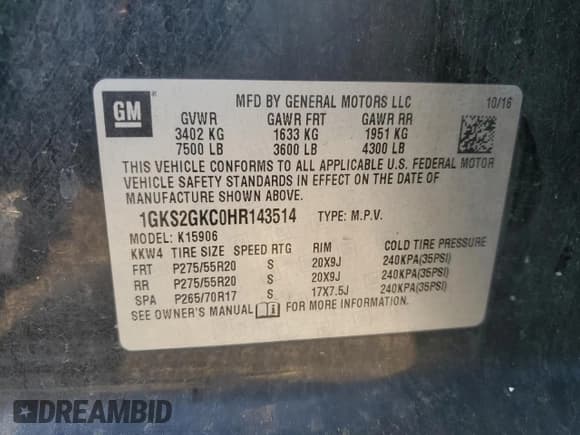 GM
MFD BY GENERAL MOTORS LLC 10/16
GVWR GAWR FRT GAWR RR
3402 KG 1633 KG 1951 KG
7500 LB 3600 LB 4300 LB
THIS VEHICLE CONFORMS TO ALL APPLICABLE U.S. FEDERAL MOTOR
VEHICLE SAFETY STANDARDS IN EFFECT ON THE DATE OF
MANUFACTURE SHOWN ABOVE.
1GKS2GKC0HR143514 TYPE: M.P.V.
MODEL: K15906
KKW4 TIRE SIZE SPEED RTG RIM COLD TIRE PRESSURE
FRT P275/55R20 S 20X9J 240KPA(35PSI)
RR P275/55R20 S 20X9J 240KPA(35PSI)
SPA P265/70R17 S 17X7.5J 240KPA(35PSI)
SEE OWNER'S MANUAL FOR MORE INFORMATION.
DREAMBID